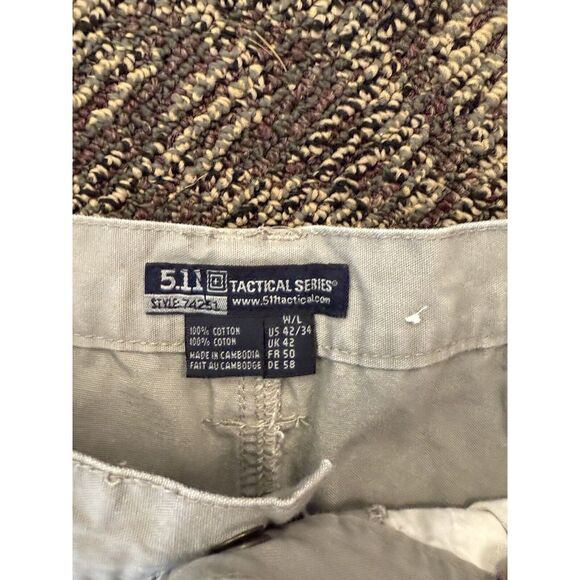 5.11 TACTICAL SERIES®
STYLE 74251 www.511tactical.com
W/L
100% COTTON US 42/34
100% COTON UK 42
MADE IN CAMBODIA FR 50
FAIT AU CAMBODGE DE 58